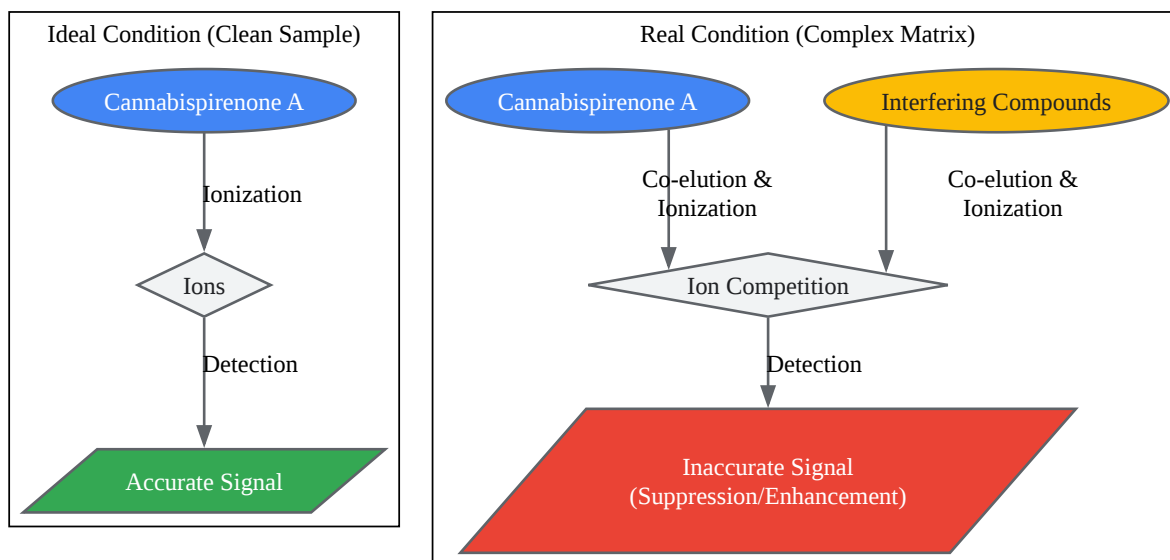 Ideal Condition (Clean Sample)
Cannabispirenone A
Ionization
Ions
Detection
Accurate Signal
Real Condition (Complex Matrix)
Cannabispirenone A
Interfering Compounds
Co-elution &
Ionization
Co-elution &
Ionization
Ion Competition
Detection
Inaccurate Signal
(Suppression/Enhancement)